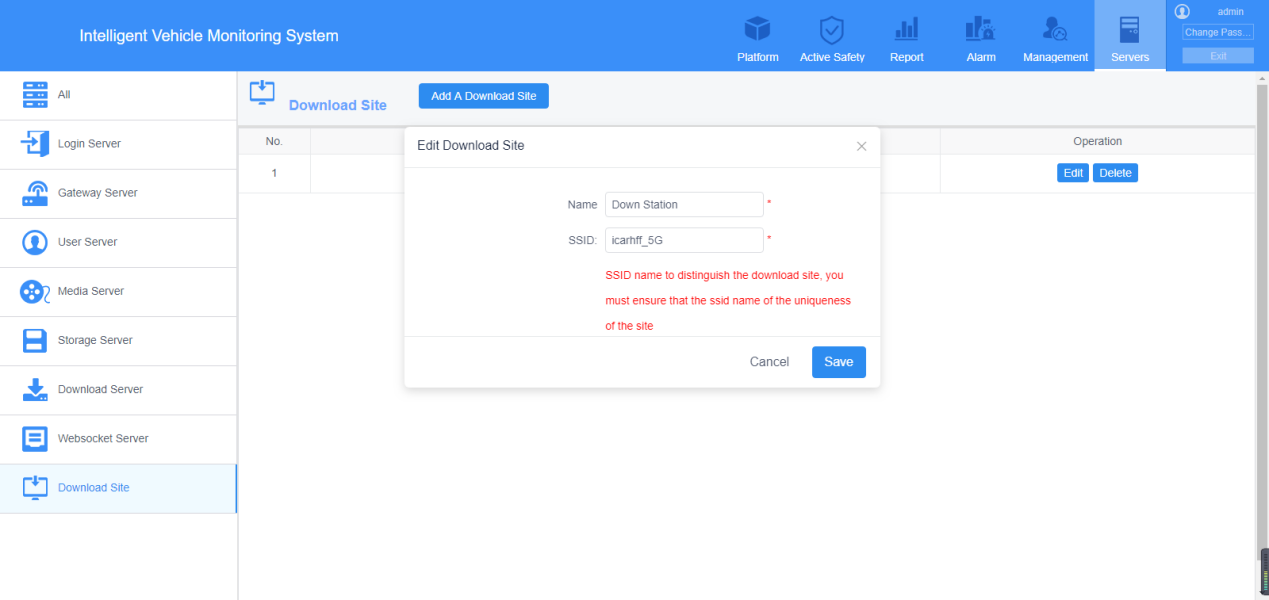 Intelligent Vehicle Monitoring System
Platform
Active Safety
Report
Alarm
Management
Servers
admin
Change Pass...
Exit
All
Login Server
Gateway Server
User Server
Media Server
Storage Server
Download Server
Websocket Server
Download Site
Download Site
Add A Download Site
No.
Operation
1
Edit
Delete
Edit Download Site
Name
Down Station
*
SSID:
icarhff_5G
*
SSID name to distinguish the download site, you
must ensure that the ssid name of the uniqueness
of the site
Cancel
Save